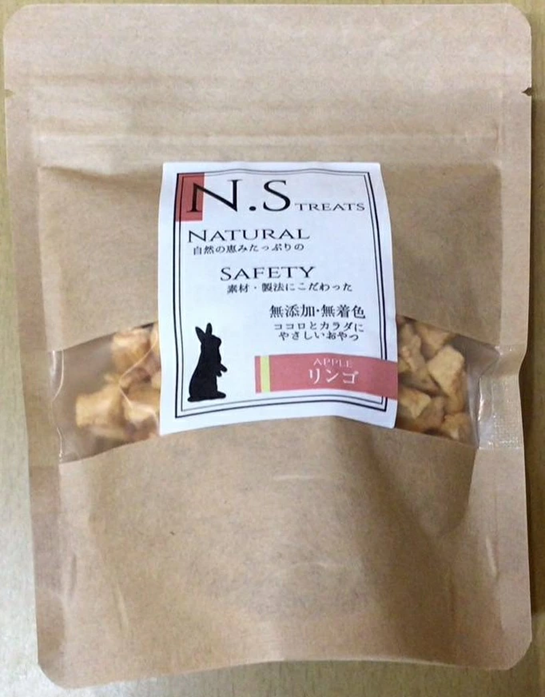 N.S TREATS
NATURAL
自然の恵みたっぷりの
SAFETY
素材・製法にこだわった
無添加・無着色
ココロとカラダに
やさしいおやつ
APPLE
リンゴ